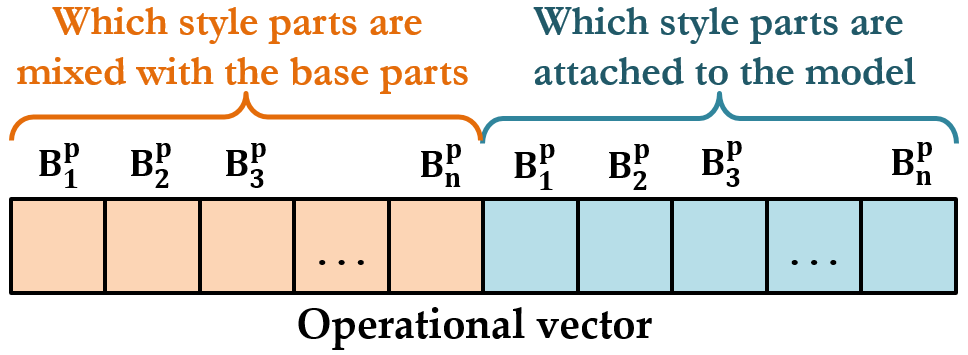 Which style parts are
mixed with the base parts
Which style parts are
attached to the model
B₁ᵖ B₂ᵖ B₃ᵖ Bₙᵖ B₁ᵖ B₂ᵖ B₃ᵖ Bₙᵖ
... ...
Operational vector